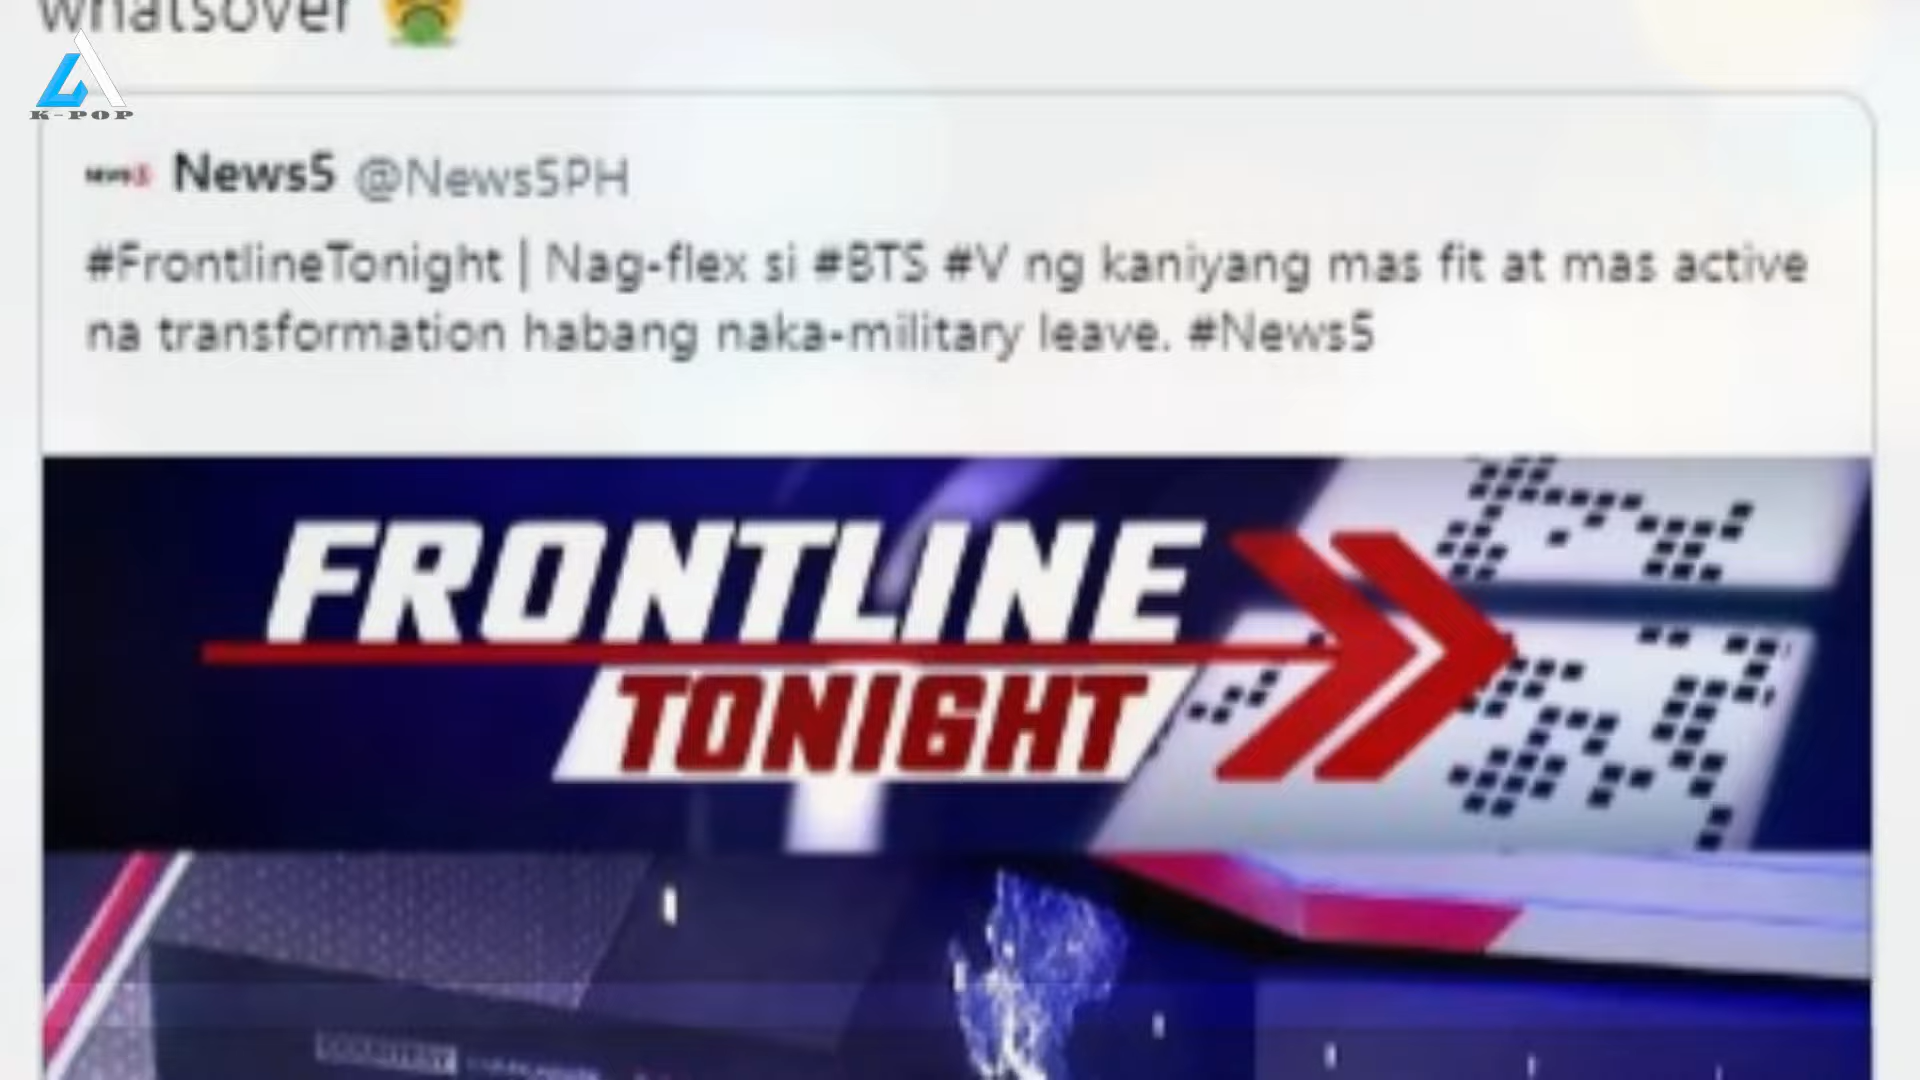 whatsover
K-POP
News5 @News5PH
#FrontlineTonight | Nag-flex si #BTS #V ng kaniyang mas fit at mas active
na transformation habang naka-military leave. #News5
FRONTLINE
TONIGHT